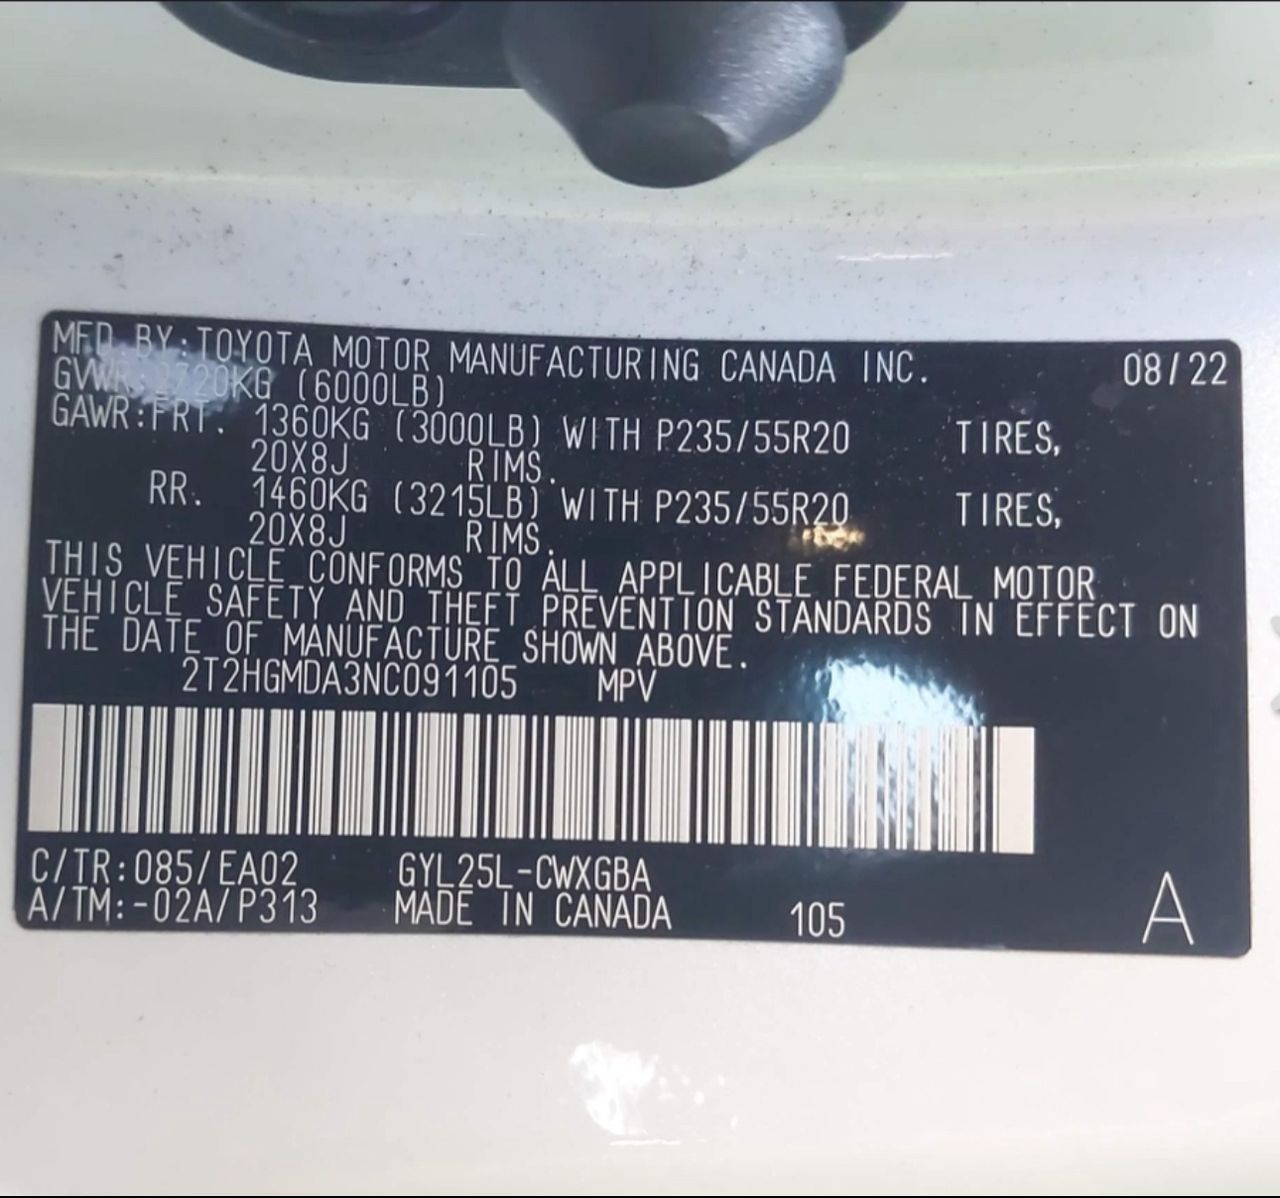 MFD BY:TOYOTA MOTOR MANUFACTURING CANADA INC. 08/22
GVWR:2720KG (6000LB)
GAWR:FRT. 1360KG (3000LB) WITH P235/55R20 TIRES,
20X8J RIMS.
RR. 1460KG (3215LB) WITH P235/55R20 TIRES,
20X8J RIMS.
THIS VEHICLE CONFORMS TO ALL APPLICABLE FEDERAL MOTOR
VEHICLE SAFETY AND THEFT PREVENTION STANDARDS IN EFFECT ON
THE DATE OF MANUFACTURE SHOWN ABOVE.
2T2HGMDA3NC091105 MPV
C/TR:085/EA02 GYL25L-CWXGBA
A/TM:-02A/P313 MADE IN CANADA 105 A